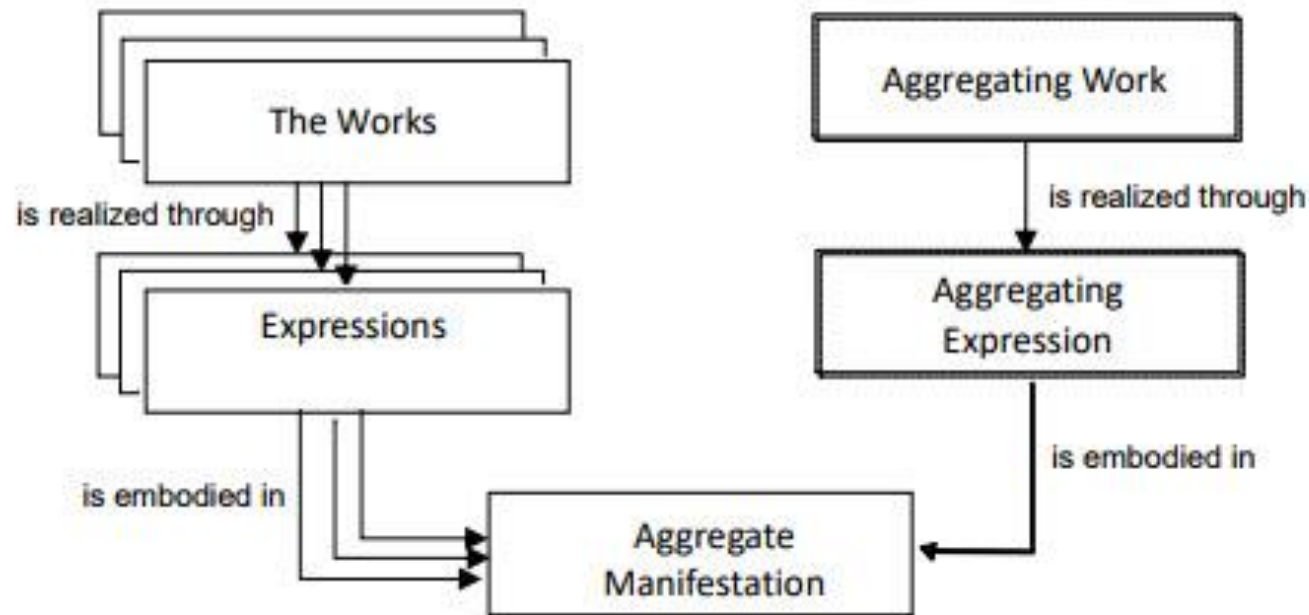 The Works
Aggregating Work
is realized through
is realized through
Expressions
Aggregating
Expression
is embodied in
is embodied in
Aggregate
Manifestation